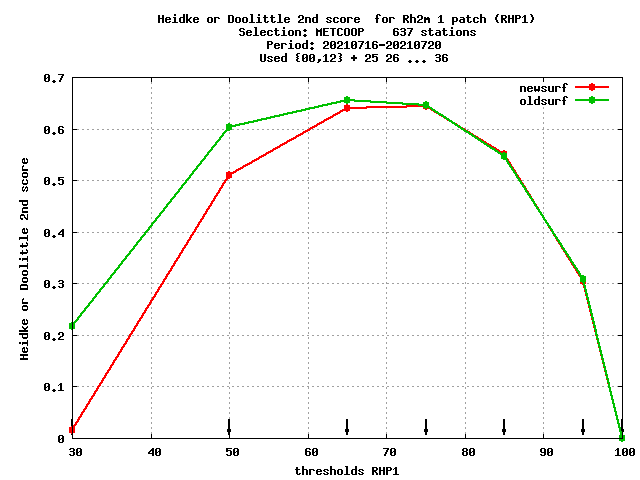 Heidke or Doolittle 2nd score  for Rh2m 1 patch (RHP1)
Selection: METCOOP    637 stations
Period: 20210716-20210720
Used {00,12} + 25 26 ... 36
newsurf
oldsurf
Heidke or Doolittle 2nd score
0.7
0.6
0.5
0.4
0.3
0.2
0.1
0
30 40 50 60 70 80 90 100
thresholds RHP1